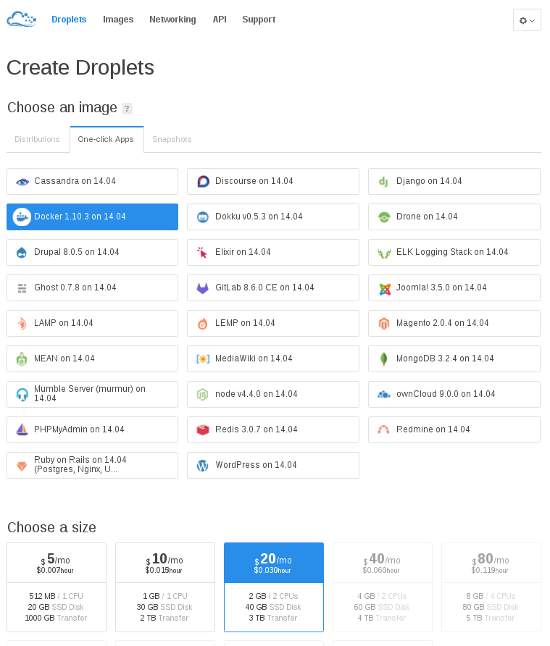 Droplets Images Networking API Support
Create Droplets
Choose an image ?
Distributions One-click Apps Snapshots
Cassandra on 14.04 Discourse on 14.04 Django on 14.04
Docker 1.10.3 on 14.04 Dokku v0.5.3 on 14.04 Drone on 14.04
Drupal 8.0.5 on 14.04 Elixir on 14.04 ELK Logging Stack on 14.04
Ghost 0.7.8 on 14.04 GitLab 8.6.0 CE on 14.04 Joomla! 3.5.0 on 14.04
LAMP on 14.04 LEMP on 14.04 Magento 2.0.4 on 14.04
MEAN on 14.04 MediaWiki on 14.04 MongoDB 3.2.4 on 14.04
Mumble Server (murmur) on
14.04
node v4.4.0 on 14.04 ownCloud 9.0.0 on 14.04
PHPMyAdmin on 14.04 Redis 3.0.7 on 14.04 Redmine on 14.04
Ruby on Rails on 14.04
(Postgres, Nginx, U...
WordPress on 14.04
Choose a size
$5/mo $10/mo $20/mo $40/mo $80/mo
$0.007hour $0.015hour $0.030hour $0.060hour $0.119hour
512 MB / 1 CPU 1 GB / 1 CPU 2 GB / 2 CPUs 4 GB / 2 CPUs 8 GB / 4 CPUs
20 GB SSD Disk 30 GB SSD Disk 40 GB SSD Disk 60 GB SSD Disk 80 GB SSD Disk
1000 GB Transfer 2 TB Transfer 3 TB Transfer 4 TB Transfer 5 TB Transfer